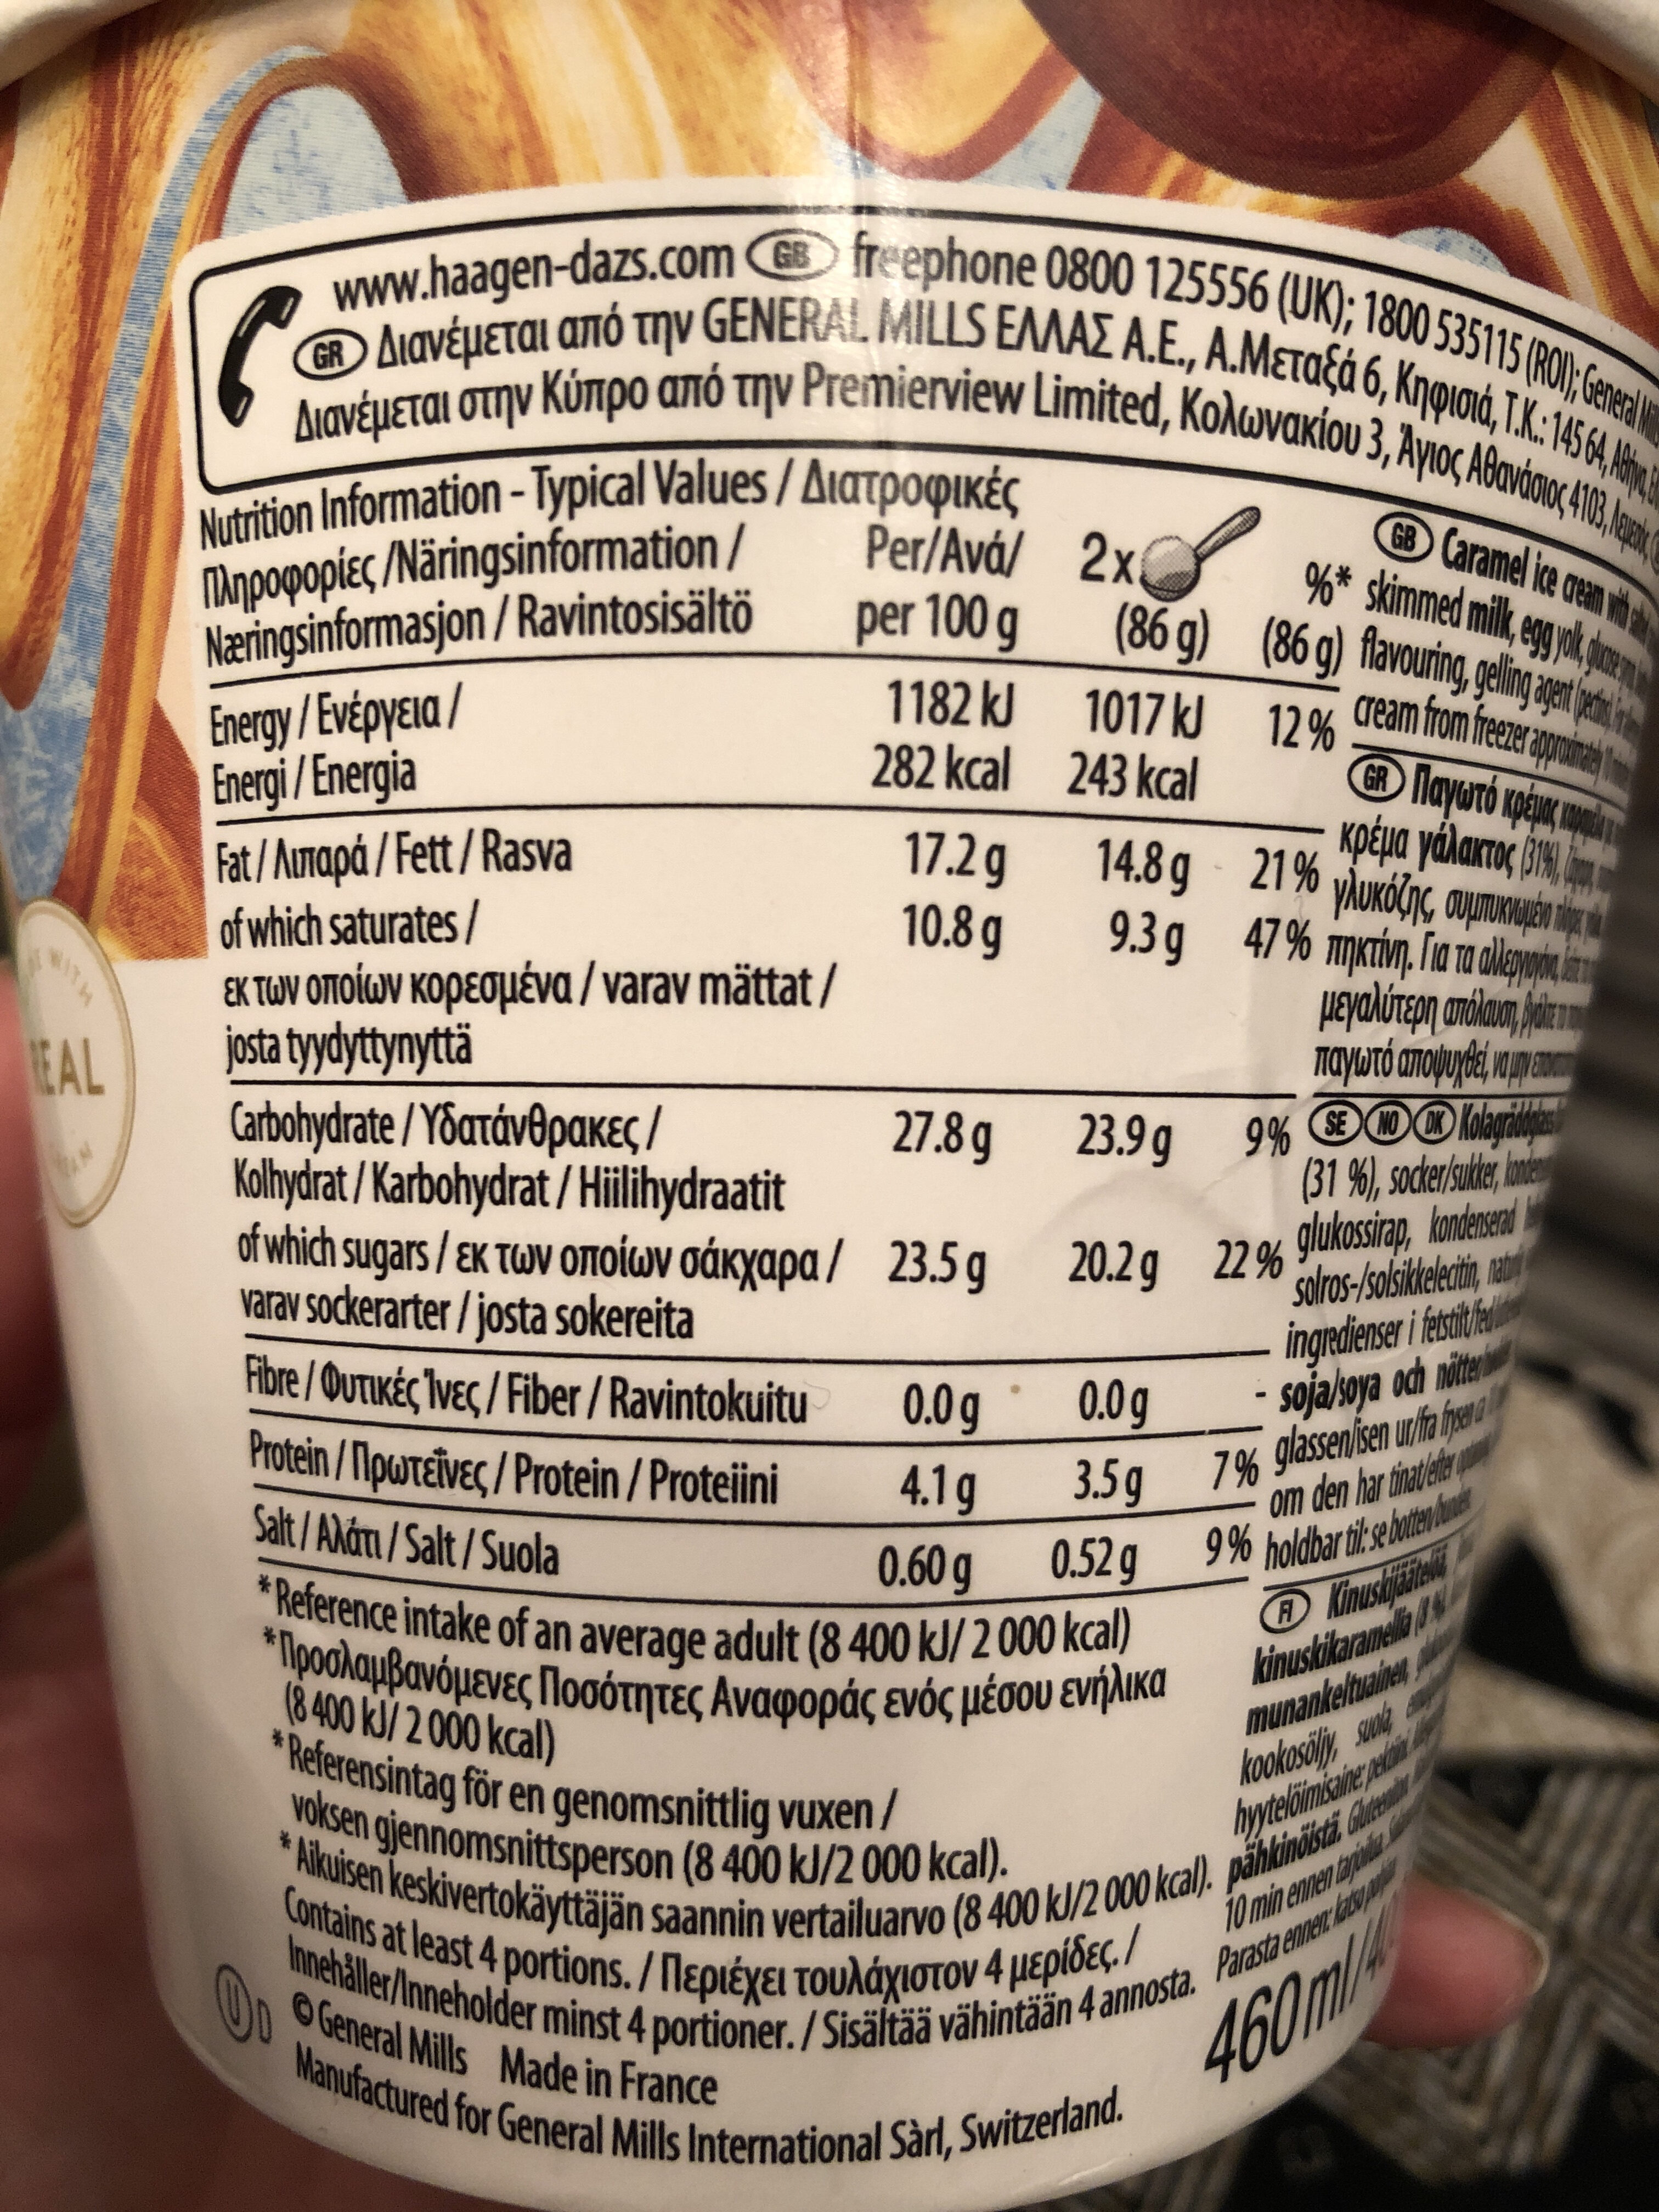 www.haagen-dazs.com GB freephone 0800 125556 (UK); 1800 535115 (ROI); General
GR Διανέμεται από την GENERAL MILLS ΕΛΛΑΣ Α.Ε., Α.Μεταξά 6, Κηφισιά, Τ.Κ.: 145 64, Αθήνα,
Διανέμεται στην Κύπρο από την Premierview Limited, Κολωνακίου 3, Άγιος Αθανάσιος 4103, Λεμεσός,
Nutrition Information - Typical Values / Διατροφικές
Πληροφορίες /Näringsinformation /
Næringsinformasjon / Ravintosisältö
Per/Ανά/
per 100 g
2x
(86 g)
%*
(86 g)
Energy / Ενέργεια / 1182 kJ 1017 kJ 12 %
Energi / Energia 282 kcal 243 kcal
Fat / Λιπαρά / Fett / Rasva 17.2 g 14.8 g 21 %
of which saturates / 10.8 g 9.3 g 47 %
εκ των οποίων κορεσμένα / varav mättat /
josta tyydyttynyttä
Carbohydrate / Υδατάνθρακες / 27.8 g 23.9 g 9%
Kolhydrat / Karbohydrat / Hiilihydraatit
of which sugars / εκ των οποίων σάκχαρα / 23.5 g 20.2 g 22 %
varav sockerarter / josta sokereita
Fibre / Φυτικές Ίνες / Fiber / Ravintokuitu 0.0 g 0.0 g -
Protein / Πρωτεΐνες / Protein / Proteiini 4.1 g 3.5 g 7 %
Salt / Αλάτι / Salt / Suola 0.60 g 0.52 g 9 %
*Reference intake of an average adult (8 400 kJ/ 2 000 kcal)
*Προσλαμβανόμενες Ποσότητες Αναφοράς ενός μέσου ενήλικα
(8 400 kJ/ 2 000 kcal)
*Referensintag för en genomsnittlig vuxen /
voksen gjennomsnittsperson (8 400 kJ/2 000 kcal).
*Aikuisen keskivertokäyttäjän saannin vertailuarvo (8 400 kJ/2 000 kcal).
Contains at least 4 portions. / Περιέχει τουλάχιστον 4 μερίδες. /
Innehåller/Inneholder minst 4 portioner. / Sisältää vähintään 4 annosta.
© General Mills Made in France
Manufactured for General Mills International Sàrl, Switzerland.
U D
REAL
GB Caramel ice cream with
skimmed milk, egg yolk, glucose
flavouring, gelling agent
cream from freezer approximately
GR Παγωτό κρέμας
κρέμα γάλακτος (31%),
γλυκόζης, συμπυκνωμένο
πηκτίνη. Για τα αλλεργιογόνα,
μεγαλύτερη απόλαυση,
παγωτό αποψυχθεί, να μην
SE NO DK
(31 %), socker/sukker,
glukossirap, kondenserad
solros-/solsikkelecitin,
ingredienser i fetstilt/fed
soja/soya och nötter
glassen/isen ur/fra frysen ca
om den har tinat/efter
holdbar til: se botten/bunden
FI Kinuskijäätelöä,
kinuskikaramella (8 %
munankeltuainen,
kookosöljy, suola,
hyytelöimisaine: pektiini.
pähkinöistä. Gluteeniton.
10 min ennen tarjoilua.
Parasta ennen: katso
460 ml/